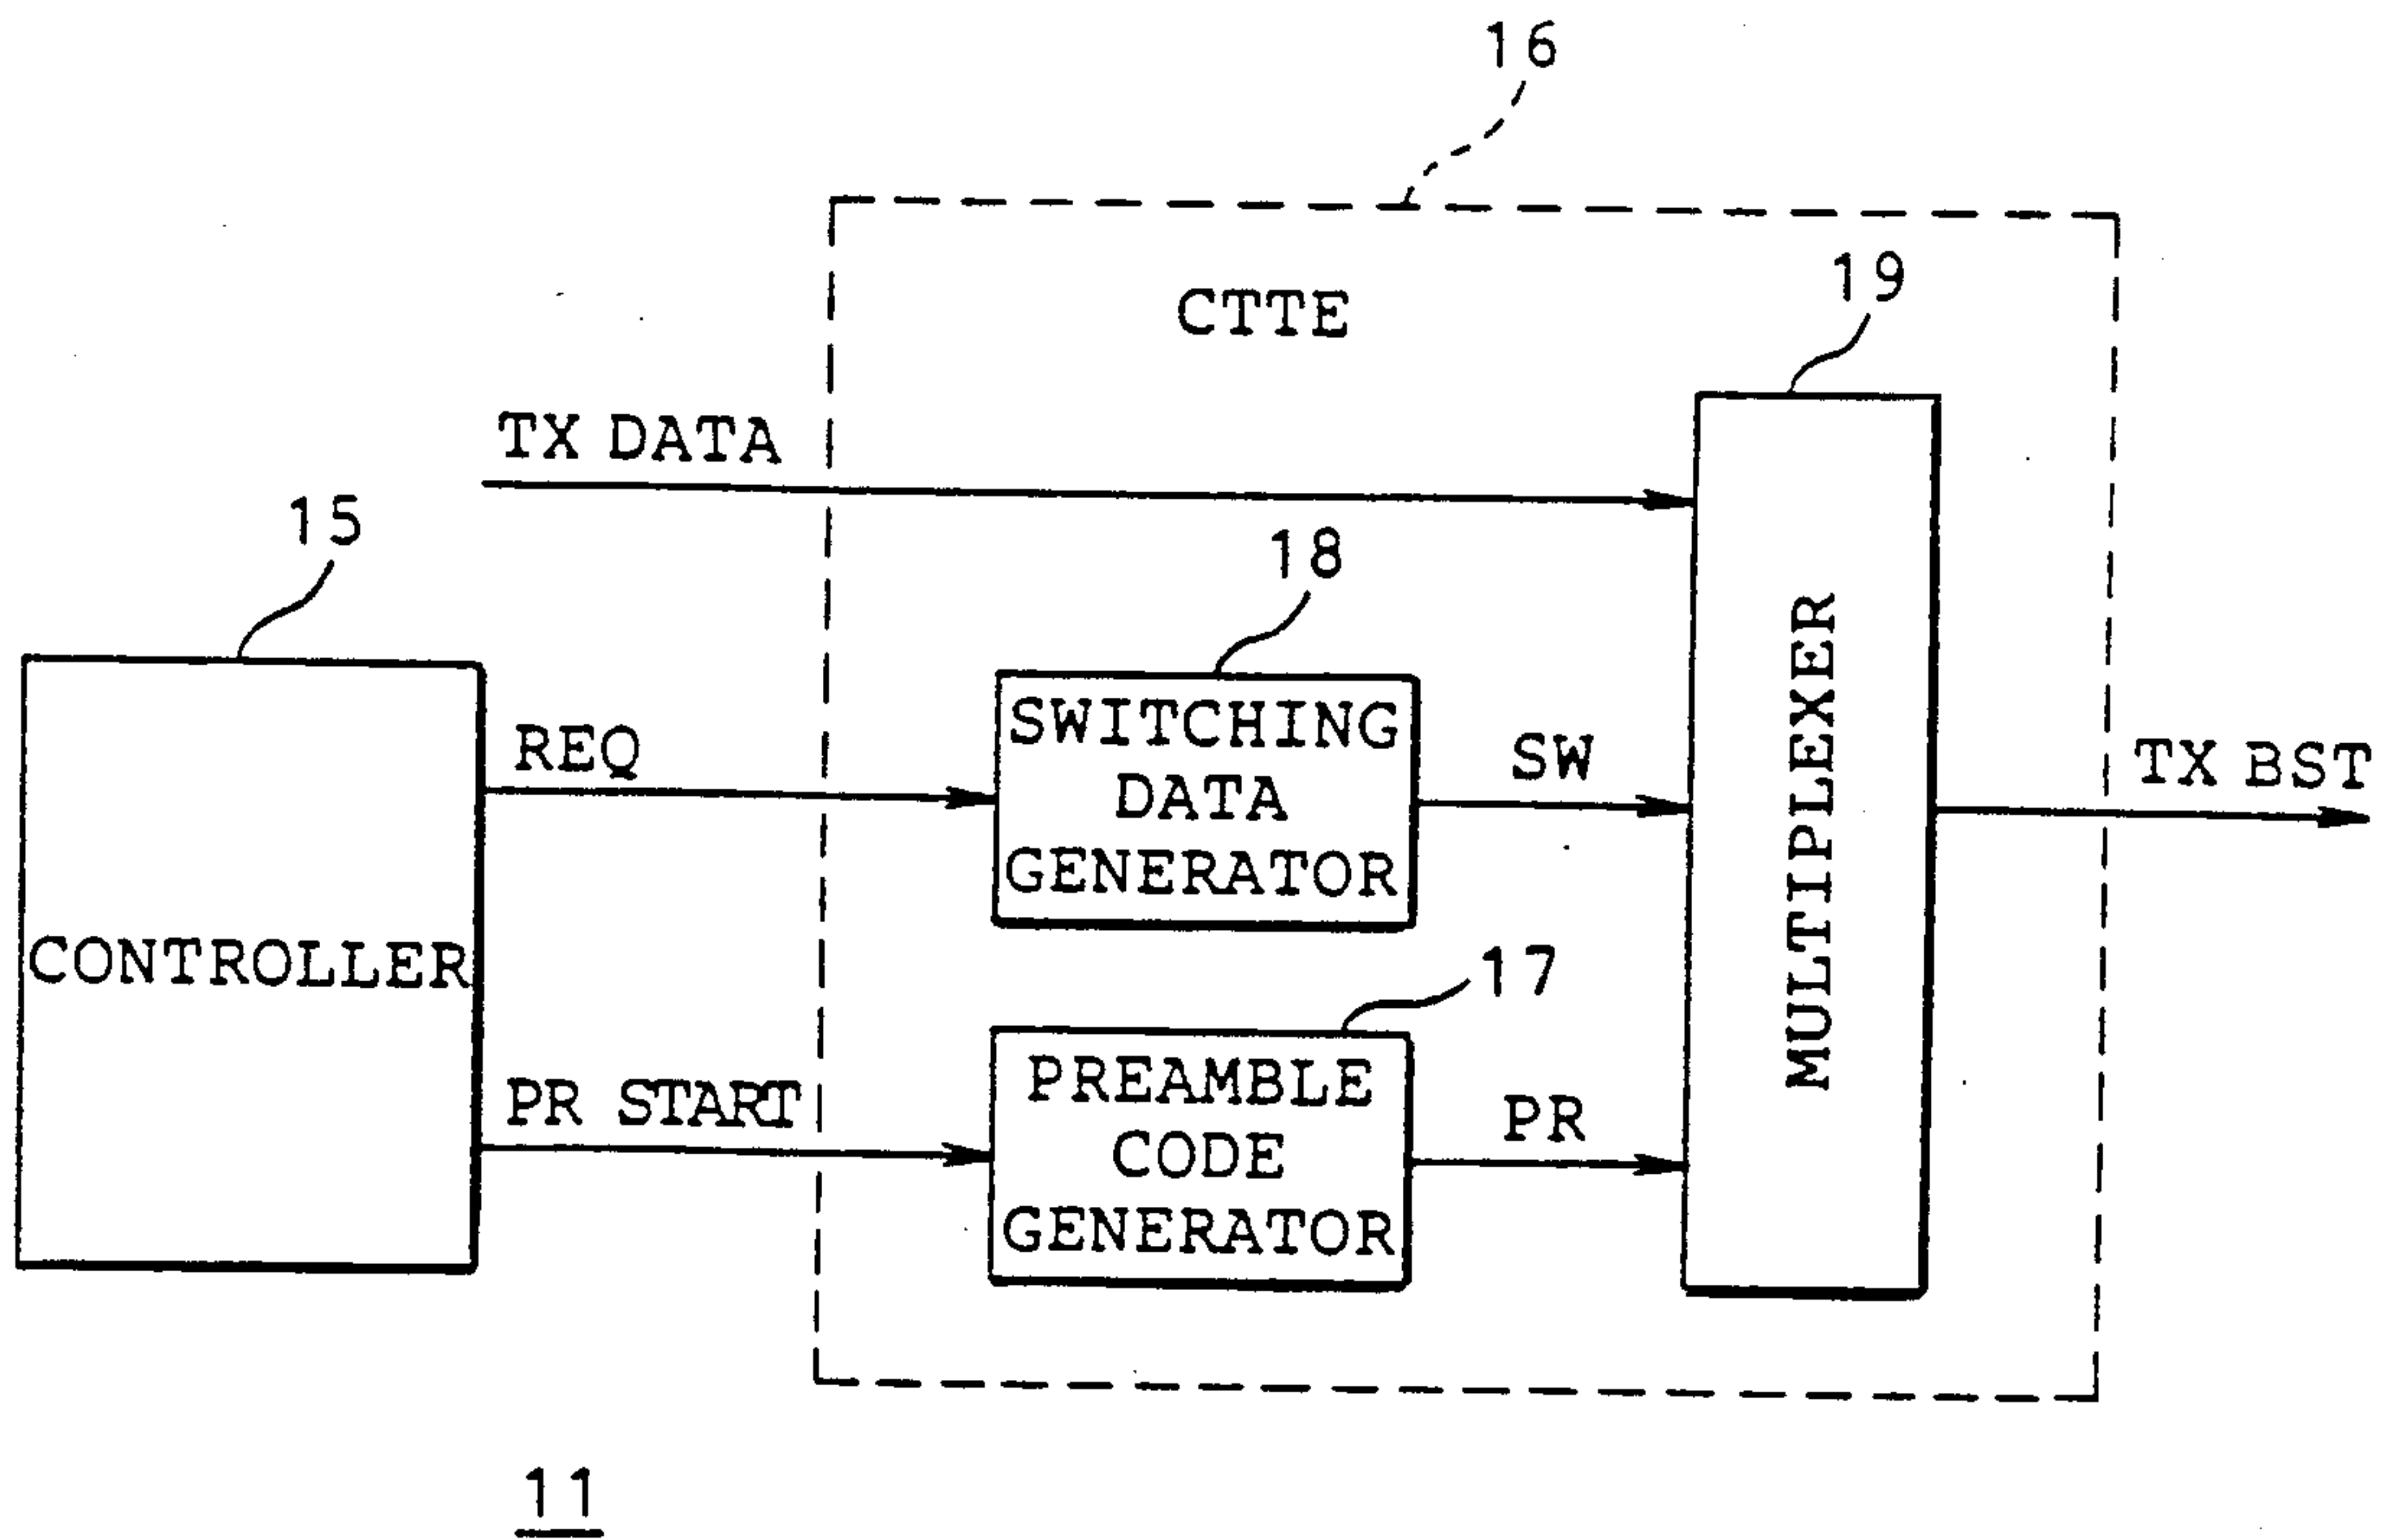 16
CTTE
19
TX DATA
15
18
CONTROLLER
REQ
SWITCHING
DATA
GENERATOR
SW
MULTIPLEXER
TX BST
17
PR START
PREAMBLE
CODE
GENERATOR
PR
11